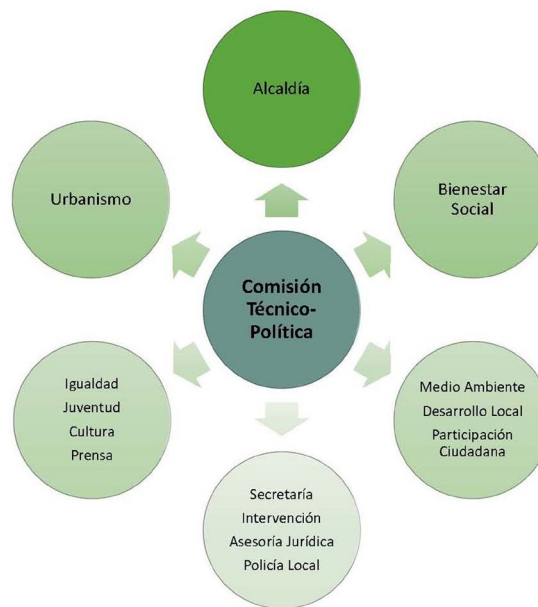 Alcaldía
Urbanismo
Bienestar
Social
Comisión
Técnico-
Política
Igualdad
Juventud
Cultura
Prensa
Medio Ambiente
Desarrollo Local
Participación
Ciudadana
Secretaría
Intervención
Asesoría Jurídica
Policía Local